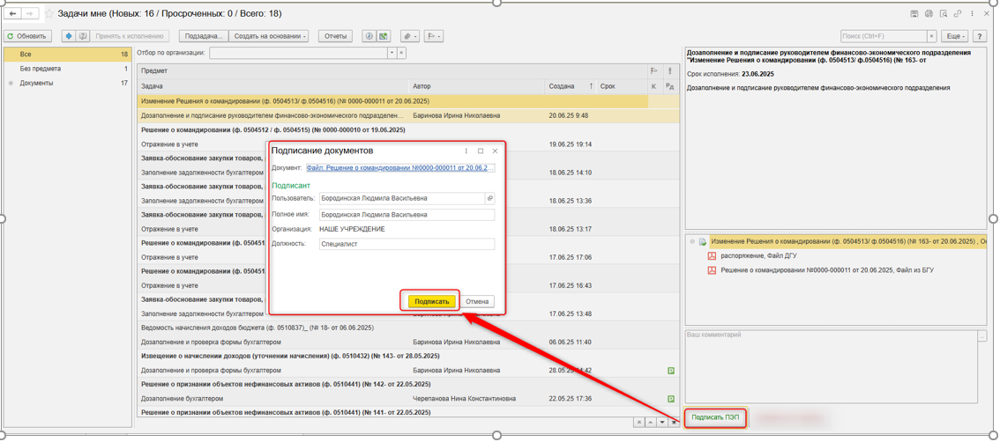 Задачи мне (Новых: 16 / Просроченных: 0 / Всего: 18)
Обновить
Принять к исполнению
Подзадача...
Создать на основании
Отчеты
Поиск (Ctrl+F)
×
Еще
?
Все 18
Без предмета 1
Документы 17
Отбор по организации:
Предмет
Задача Автор Создана ↑ Срок К
Изменение Решения о командировании (ф. 0504513/ ф.0504516) (№ 0000-000011 от 20.06.2025)
Дозаполнение и подписание руководителем финансово-экономического подразделен... Баринова Ирина Николаевна 20.06.25 9:48
Решение о командировании (ф. 0504512 / ф. 0504515) (№ 0000-000010 от 19.06.2025)
Отражение в учете 19.06.25 19:14
Заявка-обоснование закупки товаров,
Заполнение задолженности бухгалтером 18.06.25 14:10
Заявка-обоснование закупки товаров,
Заполнение задолженности бухгалтером 18.06.25 13:36
Заявка-обоснование закупки товаров,
Заполнение задолженности бухгалтером 18.06.25 13:17
Решение о командировании (ф. 050451
Отражение в учете 17.06.25 17:06
Решение о командировании (ф. 050451
Отражение в учете 17.06.25 16:43
Заявка-обоснование закупки товаров,
Заполнение задолженности бухгалтером Баринова Ирина Николаевна 17.06.25 13:48
Ведомость начисления доходов бюджета (ф. 0510837)_ (№ 18- от 06.06.2025)
Дозаполнение и проверка формы бухгалтером Баринова Ирина Николаевна 06.06.25 11:40
Извещение о начислении доходов (уточнении начисления) (ф. 0510432) (№ 143- от 28.05.2025)
Дозаполнение и проверка формы бухгалтером Баринова Ирина Николаевна 28.05.25 14:42
Решение о признании объектов нефинансовых активов (ф. 0510441) (№ 142- от 22.05.2025)
Дозаполнение бухгалтером Черепанова Нина Константиновна 22.05.25 17:36
Решение о признании объектов нефинансовых активов (ф. 0510441) (№ 141- от 22.05.2025)
Подписание документов
Документ: Файл: Решение о командировании №0000-000011 от 20.06.2...
Подписант
Пользователь: Бородинская Людмила Васильевна
Полное имя: Бородинская Людмила Васильевна
Организация: НАШЕ УЧРЕЖДЕНИЕ
Должность: Специалист
Подписать
Отмена
Дозаполнение и подписание руководителем финансово-экономического подразделения
"Изменение Решения о командировании (ф. 0504513/ ф.0504516) (№ 163- от
Срок исполнения: 23.06.2025
Дозаполнение и подписание руководителем финансово-экономического подразделения
Изменение Решения о командировании (ф. 0504513/ ф.0504516) (№ 163- от 20.06.2025) , Ос
распоряжение, Файл ДГУ
Решение о командировании №0000-000011 от 20.06.2025, Файл из БГУ
Ваш комментарий
...
Подписать ПЭП